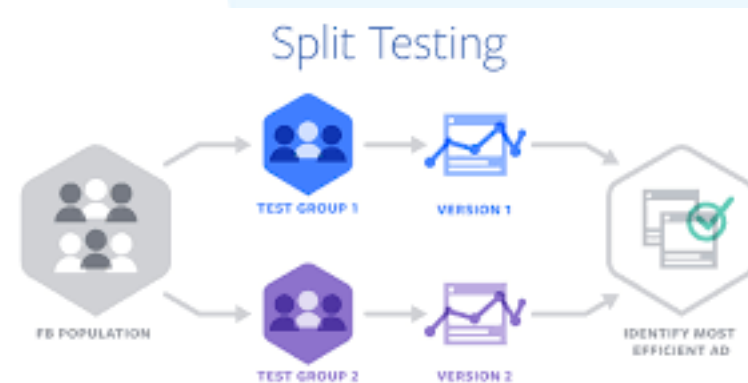 Split Testing
TEST GROUP 1
VERSION 1
FB POPULATION
IDENTIFY MOST
EFFICIENT AD
TEST GROUP 2
VERSION 2